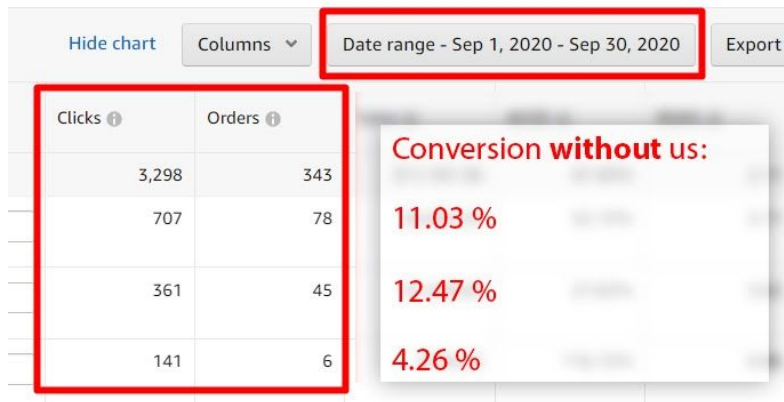 Hide chart Columns Date range - Sep 1, 2020 - Sep 30, 2020 Export
Clicks Orders
Conversion without us:
3,298 343
707 78 11.03 %
361 45 12.47 %
141 6 4.26 %